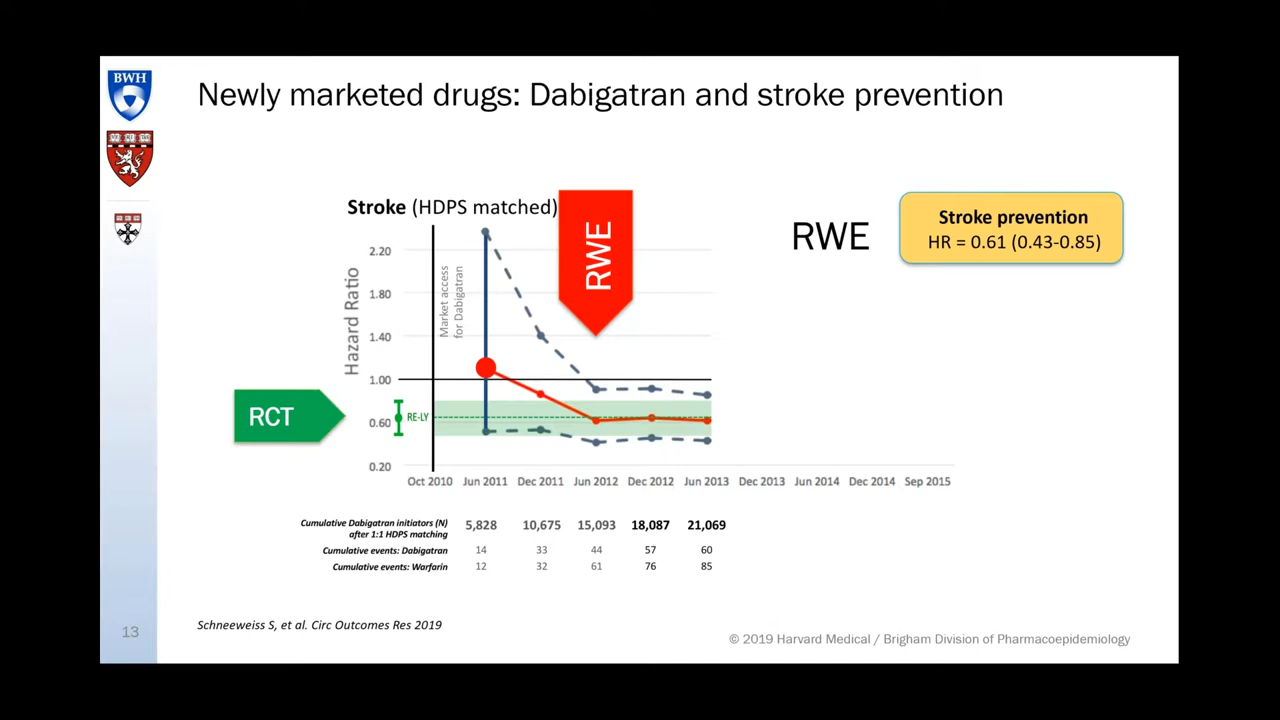 BWH
Newly marketed drugs: Dabigatran and stroke prevention
Stroke (HDPS matched)
RWE
RWE
Stroke prevention
HR = 0.61 (0.43-0.85)
Hazard Ratio
2.20
1.80
1.40
1.00
0.60
0.20
Market access
for Dabigatran
RCT
RE-LY
Oct 2010 Jun 2011 Dec 2011 Jun 2012 Dec 2012 Jun 2013 Dec 2013 Jun 2014 Dec 2014 Sep 2015
Cumulative Dabigatran initiators (N)
after 1:1 HDPS matching
5,828 10,675 15,093 18,087 21,069
Cumulative events: Dabigatran 14 33 44 57 60
Cumulative events: Warfarin 12 32 61 76 85
Schneeweiss S, et al. Circ Outcomes Res 2019
13
© 2019 Harvard Medical / Brigham Division of Pharmacoepidemiology